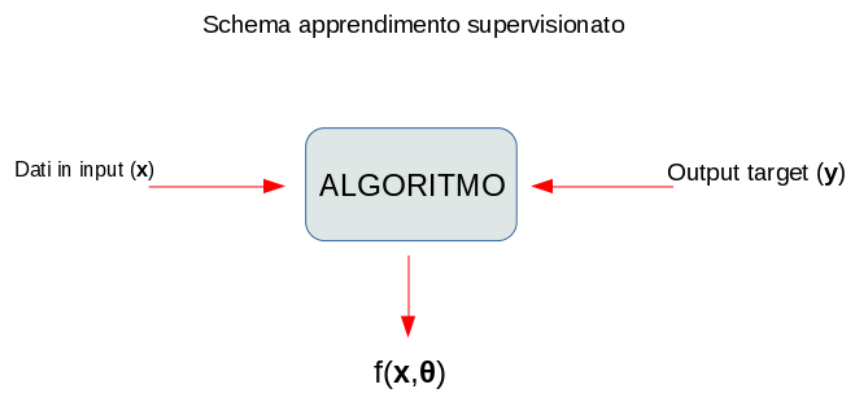 Schema apprendimento supervisionato
Dati in input (x)
ALGORITMO
Output target (y)
f(x,θ)